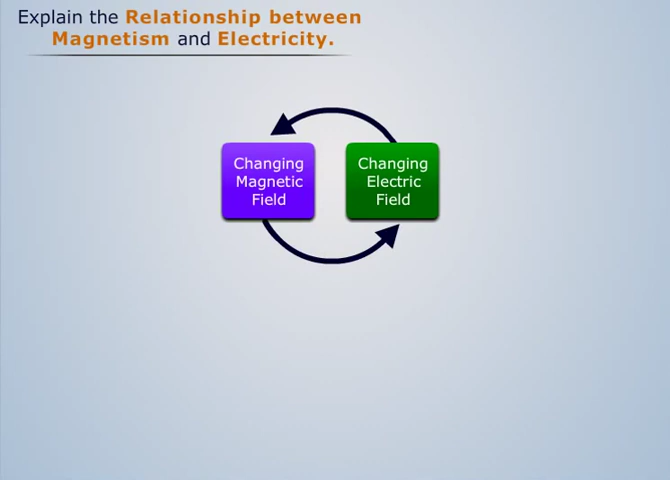 Explain the Relationship between
Magnetism and Electricity.
Changing
Magnetic
Field
Changing
Electric
Field